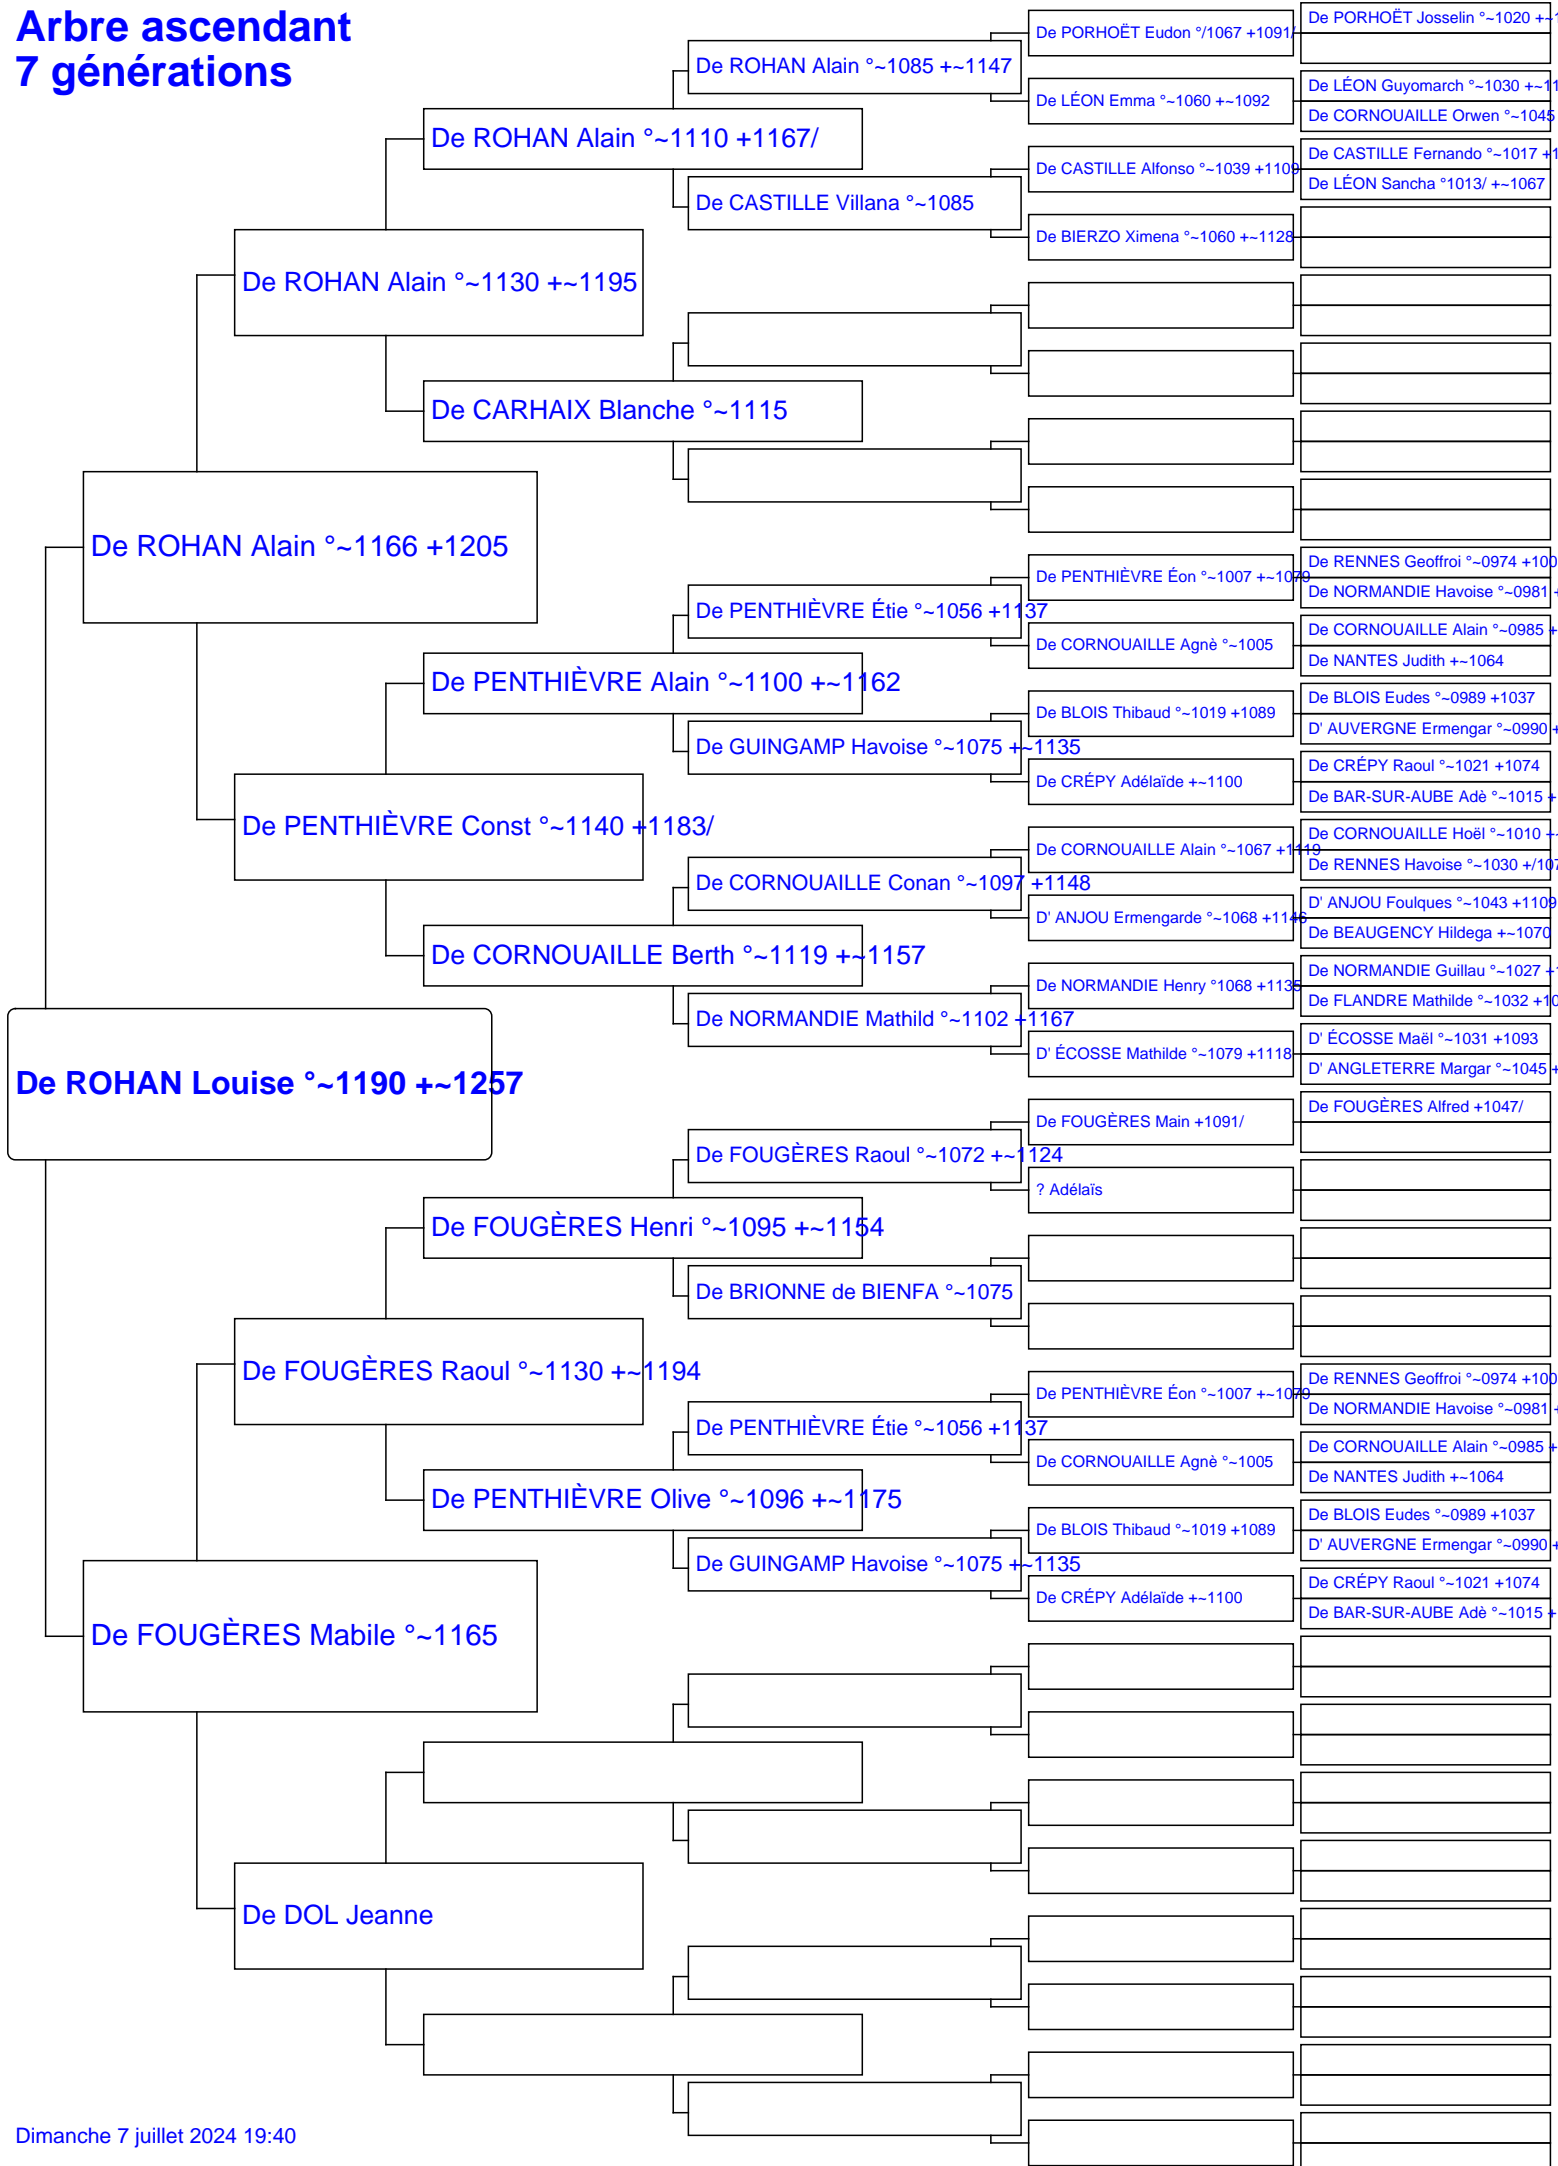 Arbre ascendant
7 générations
De ROHAN Louise °~1190 +~1257
De ROHAN Alain °~1166 +1205
De FOUGÈRES Mabile °~1165
De ROHAN Alain °~1130 +~1195
De PENTHIÈVRE Const °~1140 +1183/
De FOUGÈRES Raoul °~1130 +~1194
De DOL Jeanne
De ROHAN Alain °~1110 +1167/
De CARHAIX Blanche °~1115
De PENTHIÈVRE Alain °~1100 +~1162
De CORNOUAILLE Berth °~1119 +~1157
De FOUGÈRES Henri °~1095 +~1154
De PENTHIÈVRE Olive °~1096 +~1175
De ROHAN Alain °~1085 +~1147
De CASTILLE Villana °~1085
De PENTHIÈVRE Étie °~1056 +1137
De GUINGAMP Havoise °~1075 +~1135
De CORNOUAILLE Conan °~1097 +1148
De NORMANDIE Mathild °~1102 +1167
De FOUGÈRES Raoul °~1072 +~1124
De BRIONNE de BIENFA °~1075
De PENTHIÈVRE Étie °~1056 +1137
De GUINGAMP Havoise °~1075 +~1135
De PORHOËT Eudon °/1067 +1091/
De LÉON Emma °~1060 +~1092
De CASTILLE Alfonso °~1039 +1109
De BIERZO Ximena °~1060 +~1128
De PENTHIÈVRE Éon °~1007 +~1079
De CORNOUAILLE Agnè °~1005
De BLOIS Thibaud °~1019 +1089
De CRÉPY Adélaïde +~1100
De CORNOUAILLE Alain °~1067 +1119
D' ANJOU Ermengarde °~1068 +1146
De NORMANDIE Henry °1068 +1135
D' ÉCOSSE Mathilde °~1079 +1118
De FOUGÈRES Main +1091/
? Adélaïs
De PENTHIÈVRE Éon °~1007 +~1079
De CORNOUAILLE Agnè °~1005
De BLOIS Thibaud °~1019 +1089
De CRÉPY Adélaïde +~1100
De PORHOËT Josselin °~1020 +~1
De LÉON Guyomarch °~1030 +~11
De CORNOUAILLE Orwen °~1045
De CASTILLE Fernando °~1017 +1
De LÉON Sancha °1013/ +~1067
De RENNES Geoffroi °~0974 +100
De NORMANDIE Havoise °~0981 +
De CORNOUAILLE Alain °~0985 +
De NANTES Judith +~1064
De BLOIS Eudes °~0989 +1037
D' AUVERGNE Ermengar °~0990 +
De CRÉPY Raoul °~1021 +1074
De BAR-SUR-AUBE Adè °~1015 +
De CORNOUAILLE Hoël °~1010 +~
De RENNES Havoise °~1030 +/107
D' ANJOU Foulques °~1043 +1109
De BEAUGENCY Hildega +~1070
De NORMANDIE Guillau °~1027 +1
De FLANDRE Mathilde °~1032 +10
D' ÉCOSSE Maël °~1031 +1093
D' ANGLETERRE Margar °~1045 +
De FOUGÈRES Alfred +1047/
De RENNES Geoffroi °~0974 +100
De NORMANDIE Havoise °~0981 +
De CORNOUAILLE Alain °~0985 +
De NANTES Judith +~1064
De BLOIS Eudes °~0989 +1037
D' AUVERGNE Ermengar °~0990 +
De CRÉPY Raoul °~1021 +1074
De BAR-SUR-AUBE Adè °~1015 +
Dimanche 7 juillet 2024 19:40